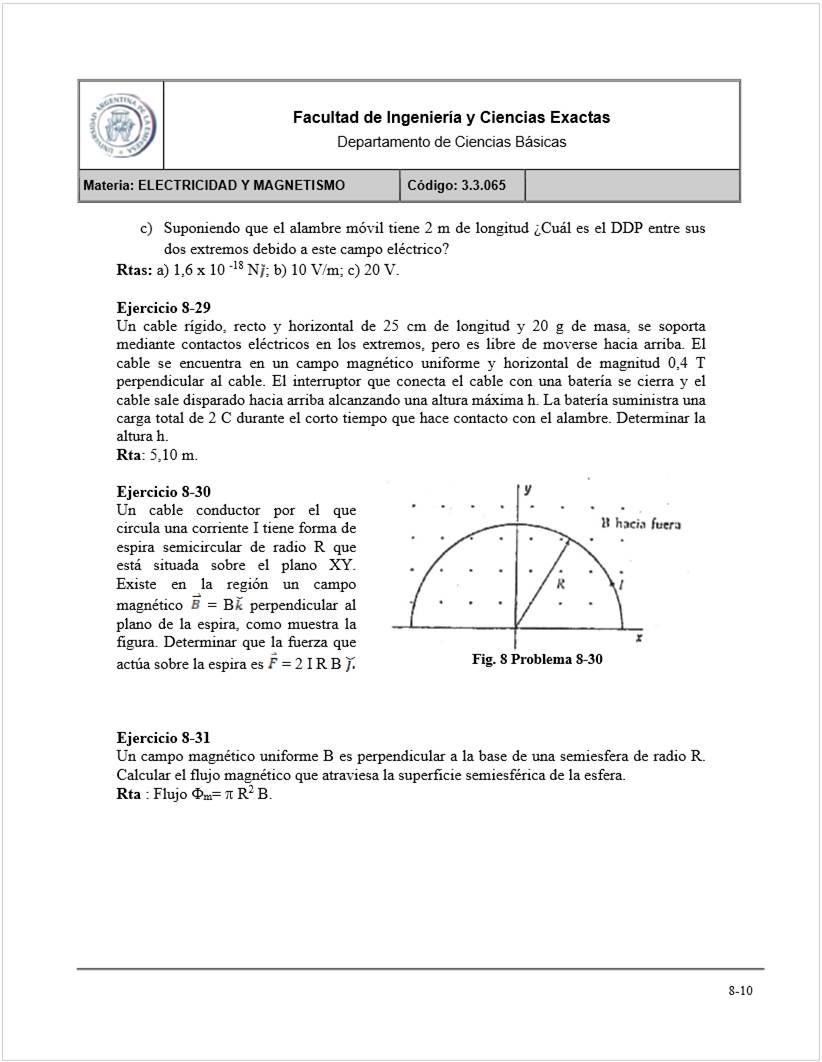 UNIVERSIDAD ARGENTINA DE LA EMPRESA
Facultad de Ingeniería y Ciencias Exactas
Departamento de Ciencias Básicas
Materia: ELECTRICIDAD Y MAGNETISMO
Código: 3.3.065
c) Suponiendo que el alambre móvil tiene 2 m de longitud ¿Cuál es el DDP entre sus
dos extremos debido a este campo eléctrico?
Rtas: a) 1,6 x 10 ⁻¹⁸ Nǰ; b) 10 V/m; c) 20 V.
Ejercicio 8-29
Un cable rígido, recto y horizontal de 25 cm de longitud y 20 g de masa, se soporta
mediante contactos eléctricos en los extremos, pero es libre de moverse hacia arriba. El
cable se encuentra en un campo magnético uniforme y horizontal de magnitud 0,4 T
perpendicular al cable. El interruptor que conecta el cable con una batería se cierra y el
cable sale disparado hacia arriba alcanzando una altura máxima h. La batería suministra una
carga total de 2 C durante el corto tiempo que hace contacto con el alambre. Determinar la
altura h.
Rta: 5,10 m.
Ejercicio 8-30
Un cable conductor por el que
circula una corriente I tiene forma de
espira semicircular de radio R que
está situada sobre el plano XY.
Existe en la región un campo
magnético B⃗ = Bǩ perpendicular al
plano de la espira, como muestra la
figura. Determinar que la fuerza que
actúa sobre la espira es F⃗ = 2 I R B ǰ.
y
B hacia fuera
R
I
x
Fig. 8 Problema 8-30
Ejercicio 8-31
Un campo magnético uniforme B es perpendicular a la base de una semiesfera de radio R.
Calcular el flujo magnético que atraviesa la superficie semiesférica de la esfera.
Rta : Flujo Φₘ= π R² B.
8-10